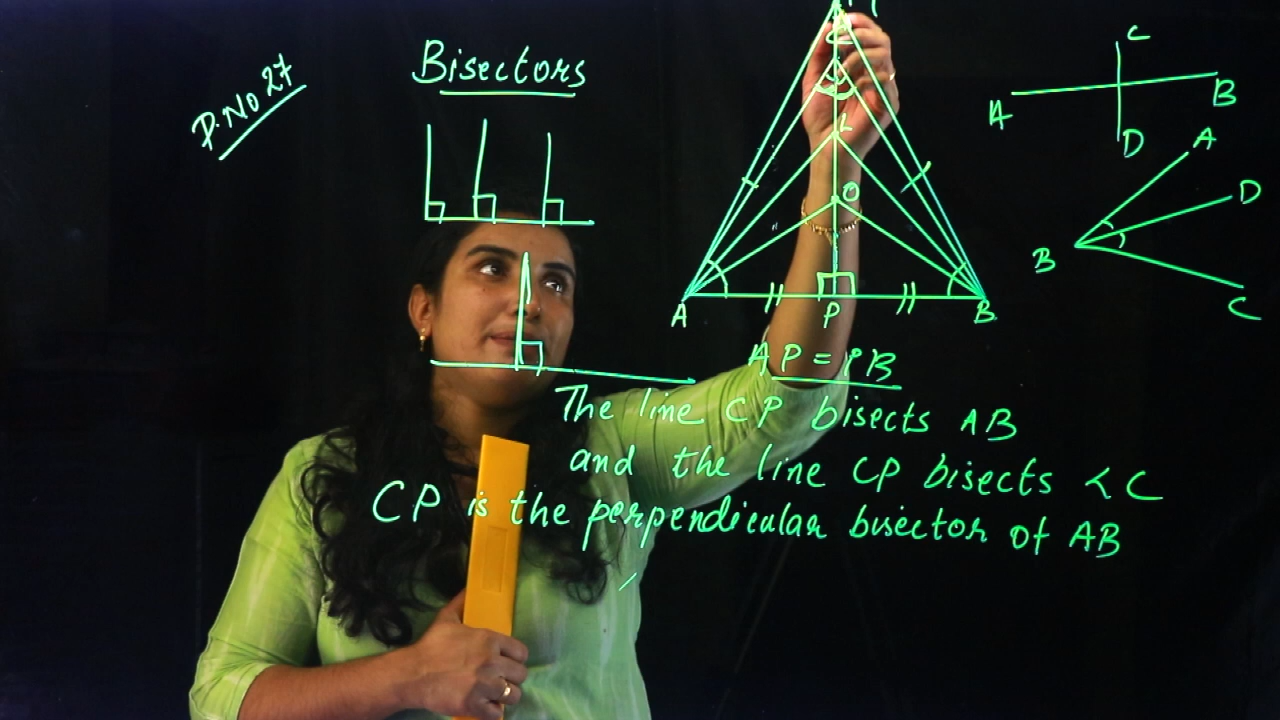 P.No 27
Bisectors
C
A
B
D
A
D
B
C
L
O
A
P
B
AP = PB
The line CP bisects AB
and the line CP bisects < C
CP is the perpendicular bisector of AB